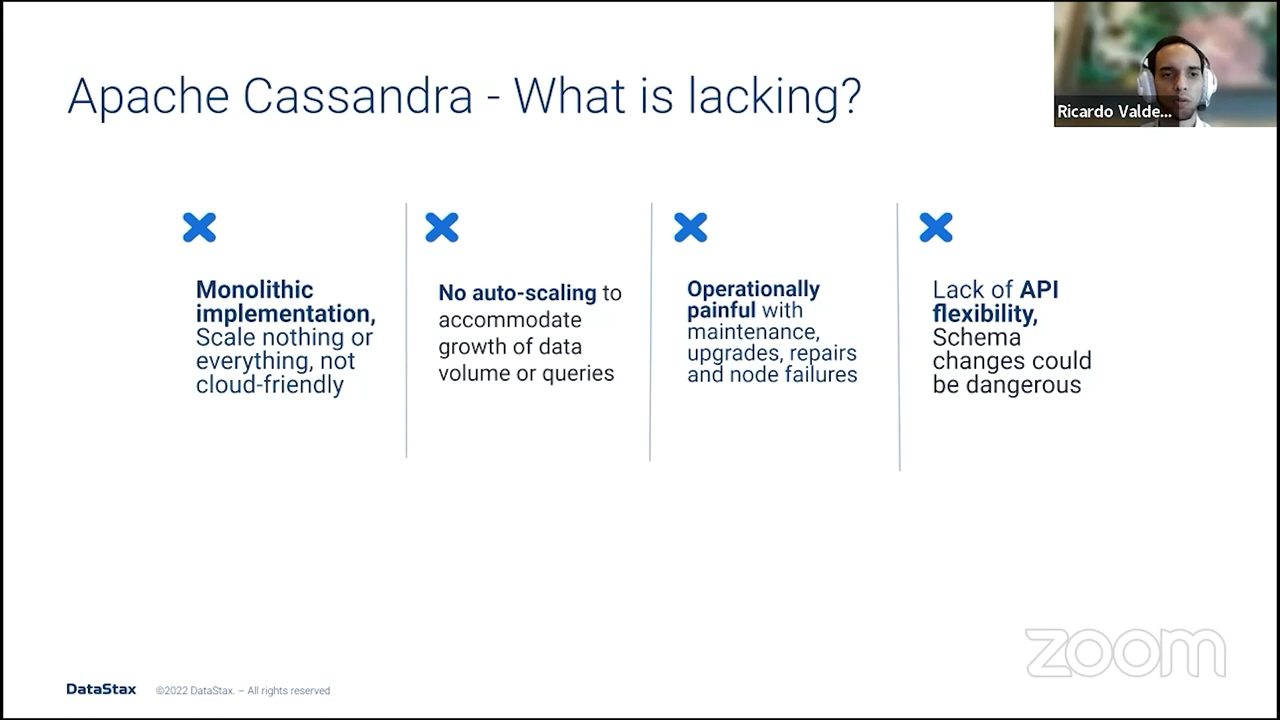 Apache Cassandra - What is lacking?
Ricardo Valde...
Monolithic
implementation,
Scale nothing or
everything, not
cloud-friendly
No auto-scaling to
accommodate
growth of data
volume or queries
Operationally
painful with
maintenance,
upgrades, repairs
and node failures
Lack of API
flexibility,
Schema
changes could
be dangerous
zoom
DataStax
©2022 DataStax. – All rights reserved